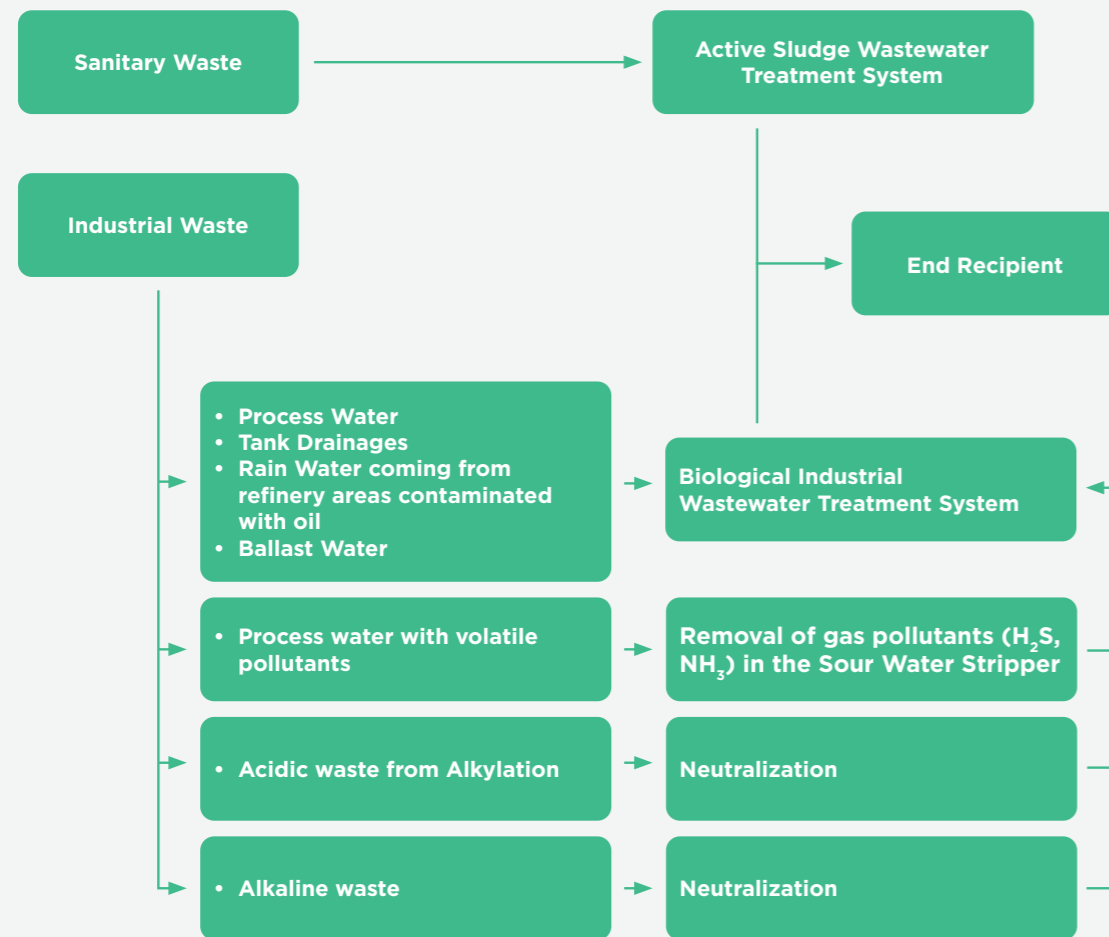 Sanitary Waste
Active Sludge Wastewater
Treatment System
Industrial Waste
End Recipient
• Process Water
• Tank Drainages
• Rain Water coming from
refinery areas contaminated
with oil
• Ballast Water
Biological Industrial
Wastewater Treatment System
• Process water with volatile
pollutants
Removal of gas pollutants (H₂S,
NH₃) in the Sour Water Stripper
• Acidic waste from Alkylation
Neutralization
• Alkaline waste
Neutralization